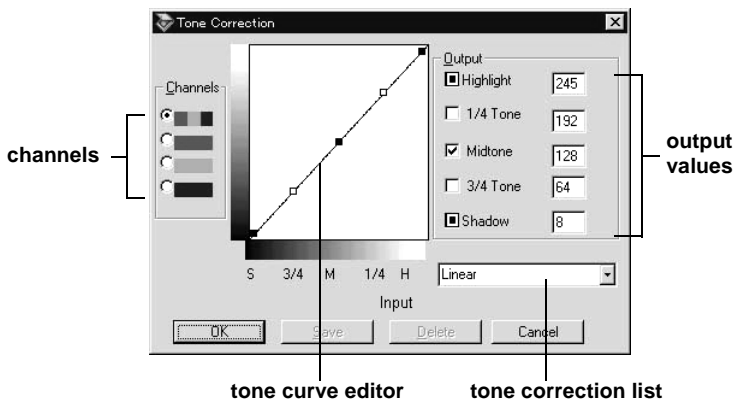 Tone Correction
Output
Channels
Highlight 245
1/4 Tone 192
Midtone 128
3/4 Tone 64
Shadow 8
channels
output
values
S 3/4 M 1/4 H
Linear
Input
OK Save Delete Cancel
tone curve editor tone correction list